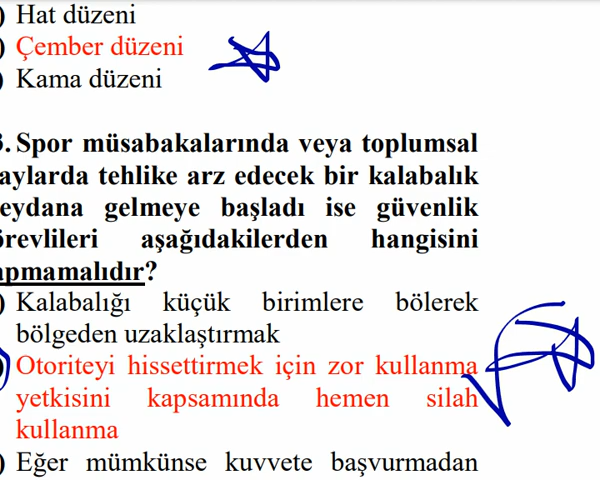 ) Hat düzeni
) Çember düzeni
) Kama düzeni
3. Spor müsabakalarında veya toplumsal
aylarda tehlike arz edecek bir kalabalık
eydana gelmeye başladı ise güvenlik
örevlileri aşağıdakilerden hangisini
apmamalıdır?
) Kalabalığı küçük birimlere bölerek
bölgeden uzaklaştırmak
) Otoriteyi hissettirmek için zor kullanma
yetkisini kapsamında hemen silah
kullanma
) Eğer mümkünse kuvvete başvurmadan